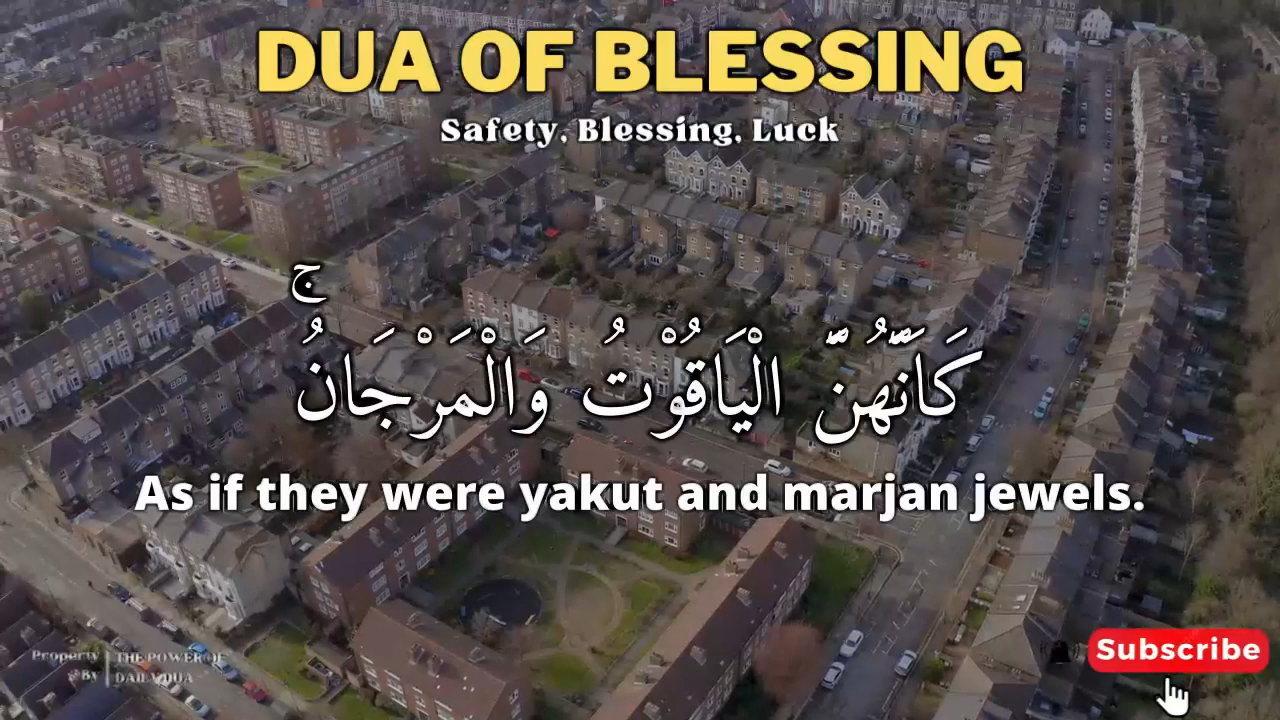 DUA OF BLESSING
Safety, Blessing, Luck
كَاَنَّهُنَّ الْيَاقُوْتُ وَالْمَرْجَانُۚ
As if they were yakut and marjan jewels.
Property By
THE POWER OF
DAILY DUA
Subscribe